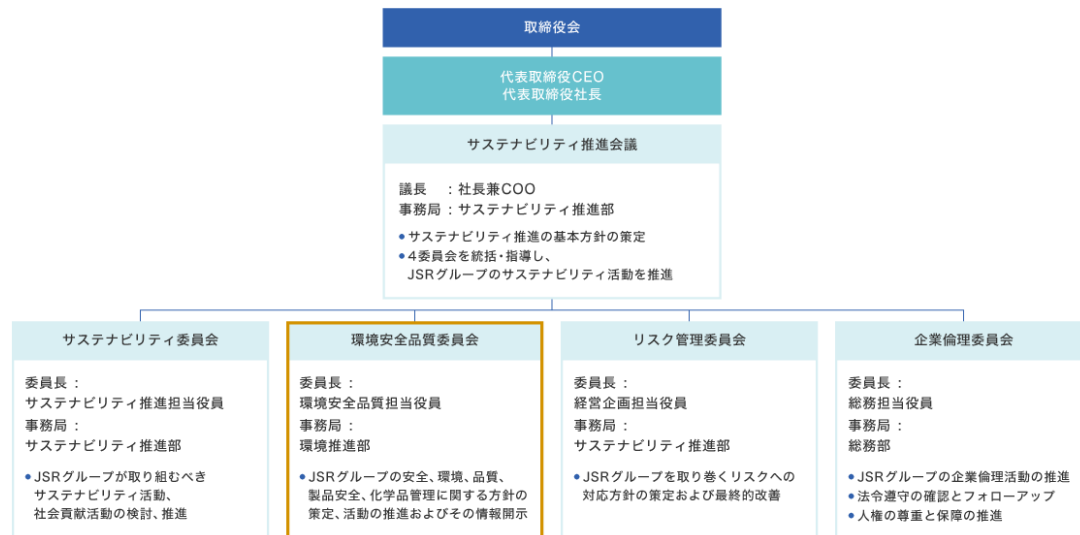 取締役会
代表取締役CEO
代表取締役社長
サステナビリティ推進会議
議長　：社長兼COO
事務局：サステナビリティ推進部
●サステナビリティ推進の基本方針の策定
●4委員会を統括・指導し、
JSRグループのサステナビリティ活動を推進
サステナビリティ委員会
委員長：
サステナビリティ推進担当役員
事務局：
サステナビリティ推進部
●JSRグループが取り組むべき
サステナビリティ活動、
社会貢献活動の検討、推進
環境安全品質委員会
委員長：
環境安全品質担当役員
事務局：
環境推進部
●JSRグループの安全、環境、品質、
製品安全、化学品管理に関する方針の
策定、活動の推進およびその情報開示
リスク管理委員会
委員長：
経営企画担当役員
事務局：
サステナビリティ推進部
●JSRグループを取り巻くリスクへの
対応方針の策定および最終的改善
企業倫理委員会
委員長：
総務担当役員
事務局：
総務部
●JSRグループの企業倫理活動の推進
●法令遵守の確認とフォローアップ
●人権の尊重と保障の推進